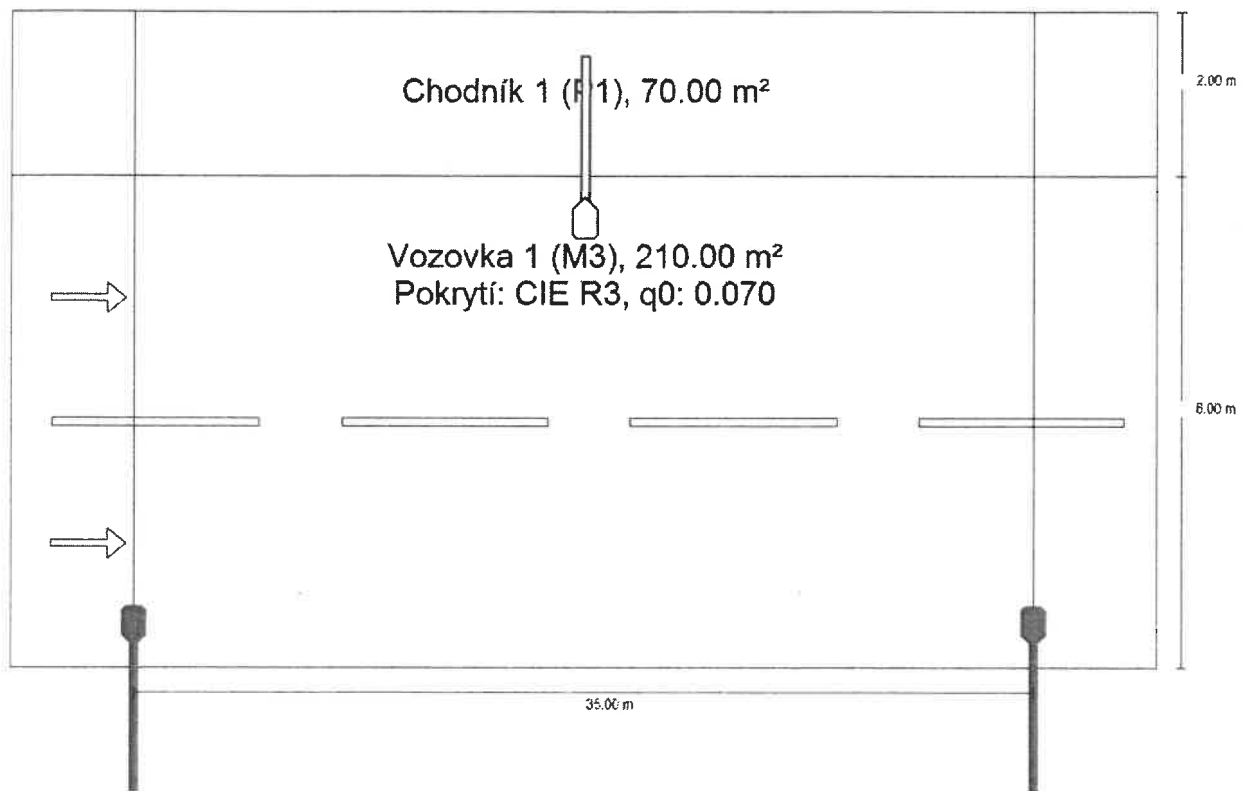 Chodník 1 (P1), 70.00 m²
2.00 m
Vozovka 1 (M3), 210.00 m²
Pokrytí: CIE R3, q0: 0.070
6.00 m
35.00 m